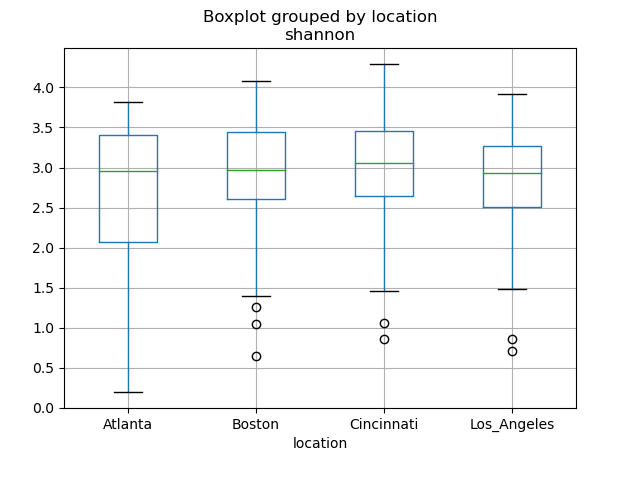 Boxplot grouped by location
shannon
4.0
3.5
3.0
2.5
2.0
1.5
1.0
0.5
0.0
Atlanta
Boston
Cincinnati
Los_Angeles
location